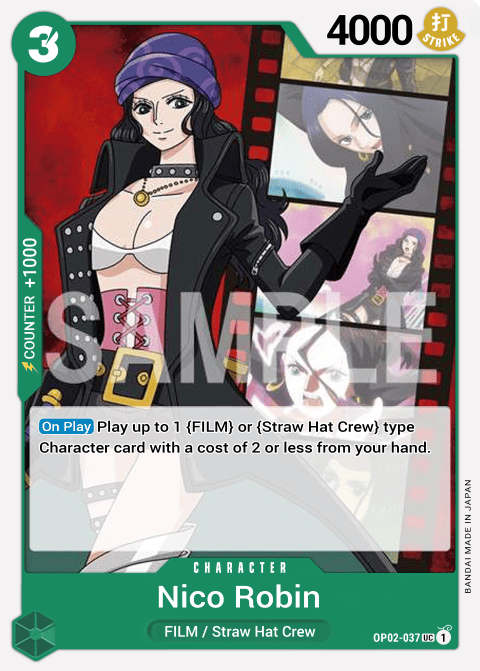 3
4000
打
STRIKE
COUNTER +1000
SAMPLE
On Play Play up to 1 {FILM} or {Straw Hat Crew} type
Character card with a cost of 2 or less from your hand.
BANDAI MADE IN JAPAN
CHARACTER
Nico Robin
FILM / Straw Hat Crew
OP02-037 UC 1